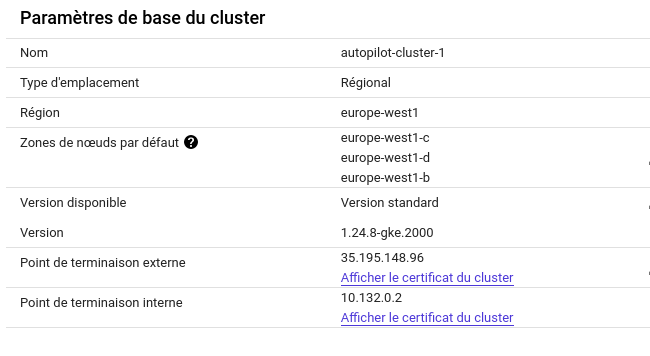 Paramètres de base du cluster
Nom autopilot-cluster-1
Type d'emplacement Régional
Région europe-west1
Zones de nœuds par défaut ? europe-west1-c
europe-west1-d
europe-west1-b
Version disponible Version standard
Version 1.24.8-gke.2000
Point de terminaison externe 35.195.148.96
Afficher le certificat du cluster
Point de terminaison interne 10.132.0.2
Afficher le certificat du cluster